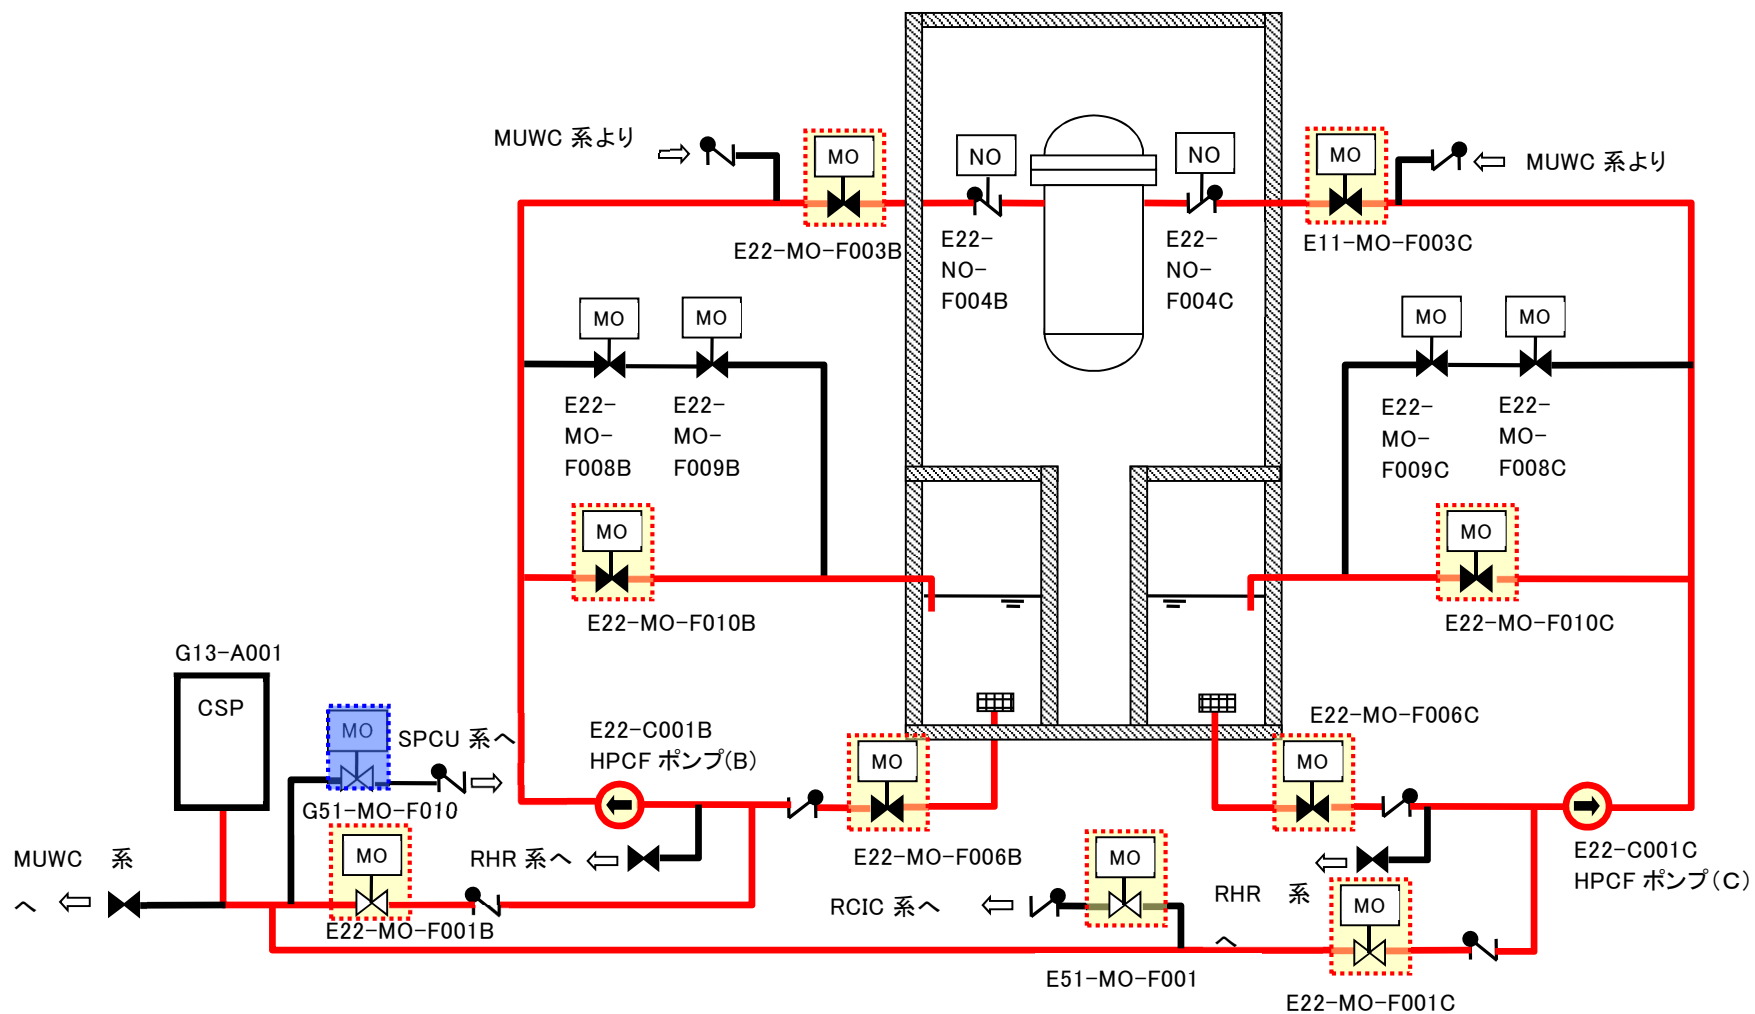 MUWC 系より
MO
NO
NO
MO
MUWC 系より
E22-MO-F003B
E22-
NO-
F004B
E22-
NO-
F004C
E11-MO-F003C
MO
MO
MO
MO
E22-
MO-
F008B
E22-
MO-
F009B
E22-
MO-
F009C
E22-
MO-
F008C
MO
MO
E22-MO-F010B
E22-MO-F010C
G13-A001
CSP
MO
SPCU 系へ
G51-MO-F010
E22-C001B
HPCF ポンプ(B)
MO
E22-MO-F006B
E22-MO-F006C
MO
MUWC 系
へ
MO
E22-MO-F001B
RHR 系へ
RCIC 系へ
MO
E51-MO-F001
RHR 系
へ
MO
E22-MO-F001C
E22-C001C
HPCF ポンプ(C)